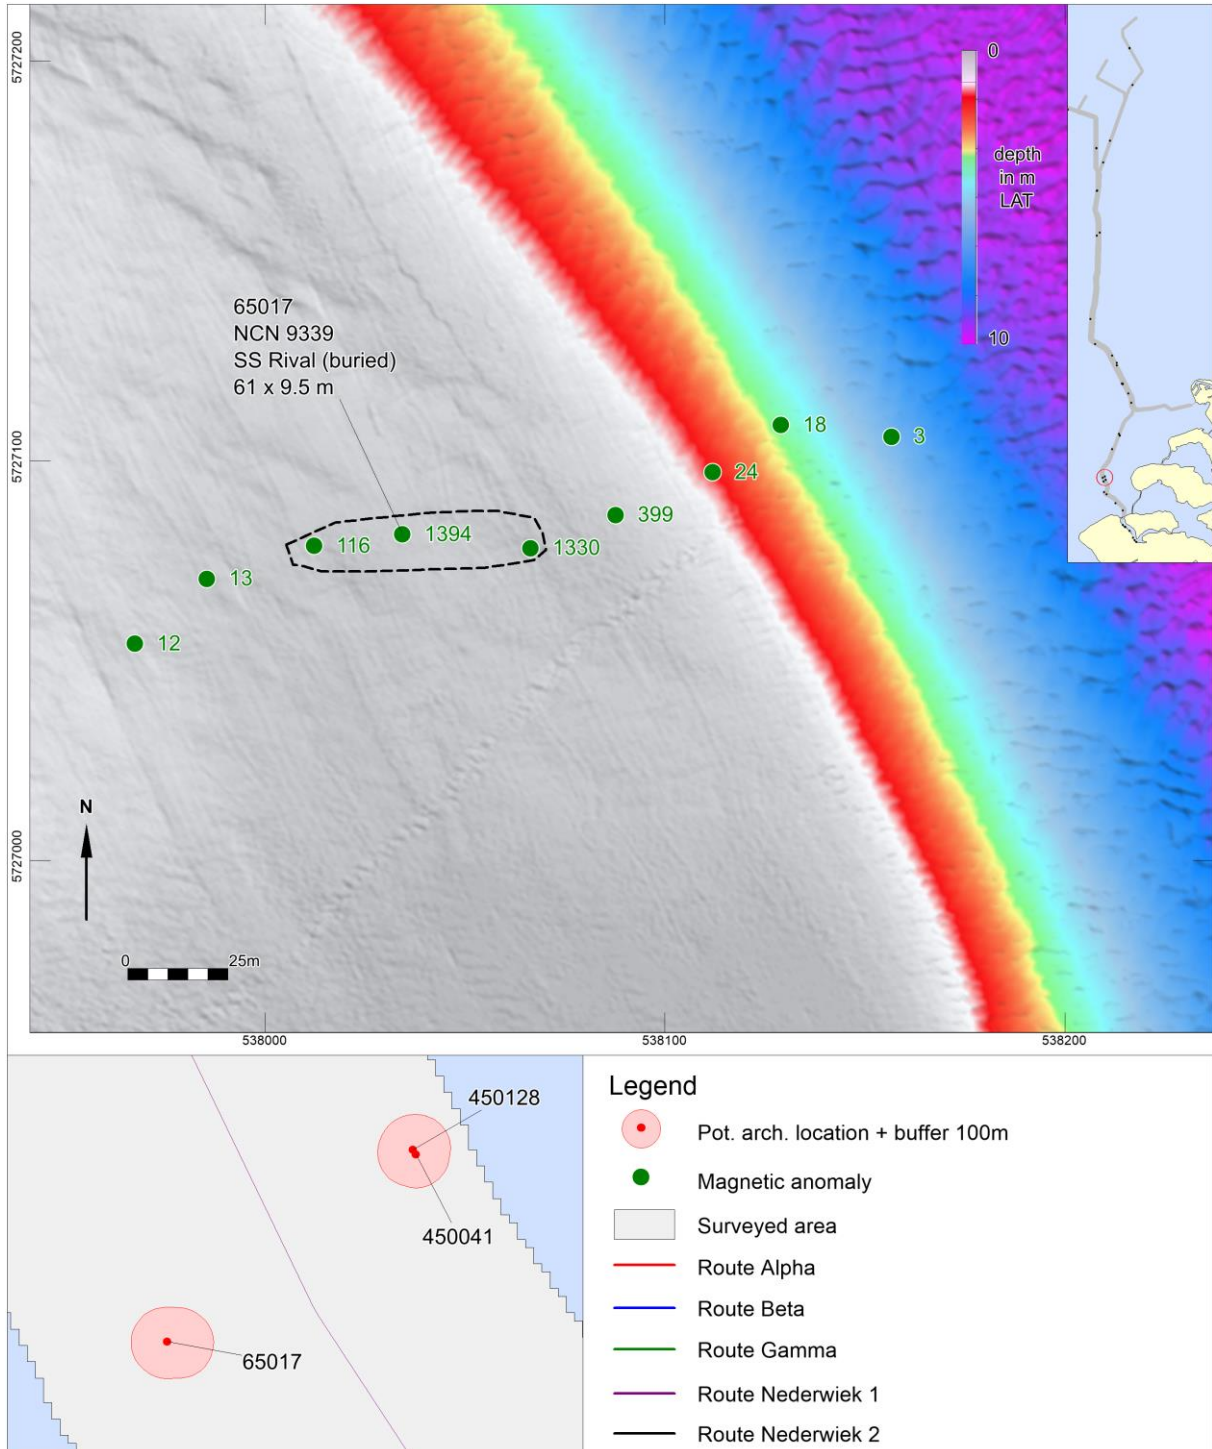 5727200
0
depth
in m
LAT
10
65017
NCN 9339
SS Rival (buried)
61 x 9.5 m
18
3
5727100
24
399
1394
116
1330
13
12
N
5727000
0
25m
538000
538100
538200
450128
450041
65017
Legend
Pot. arch. location + buffer 100m
Magnetic anomaly
Surveyed area
Route Alpha
Route Beta
Route Gamma
Route Nederwiek 1
Route Nederwiek 2